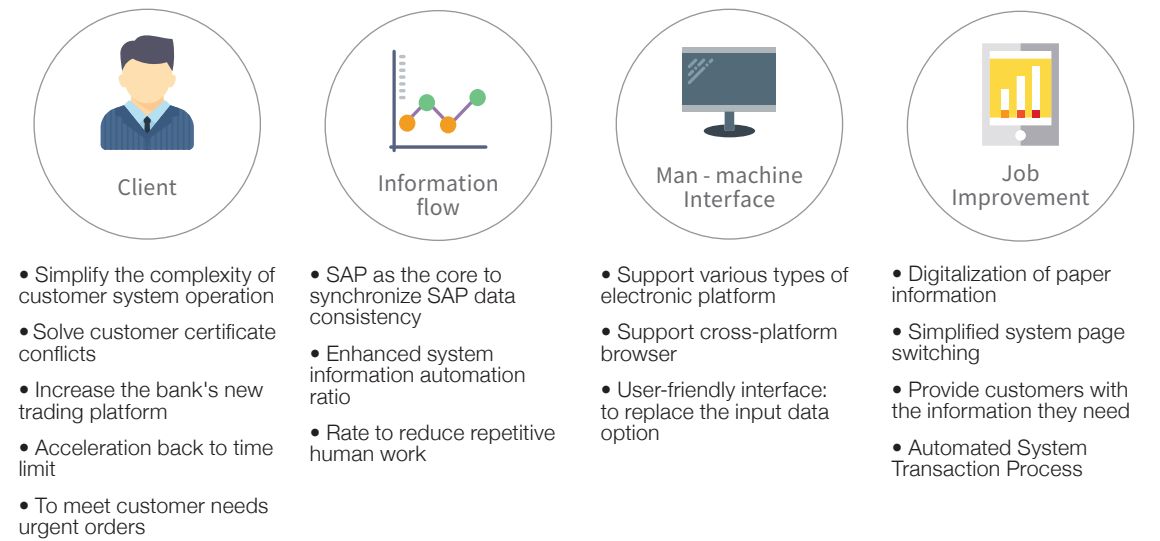 Client
• Simplify the complexity of
customer system operation
• Solve customer certificate
conflicts
• Increase the bank's new
trading platform
• Acceleration back to time
limit
• To meet customer needs
urgent orders
Information
flow
• SAP as the core to
synchronize SAP data
consistency
• Enhanced system
information automation
ratio
• Rate to reduce repetitive
human work
Man - machine
Interface
• Support various types of
electronic platform
• Support cross-platform
browser
• User-friendly interface:
to replace the input data
option
Job
Improvement
• Digitalization of paper
information
• Simplified system page
switching
• Provide customers with
the information they need
• Automated System
Transaction Process